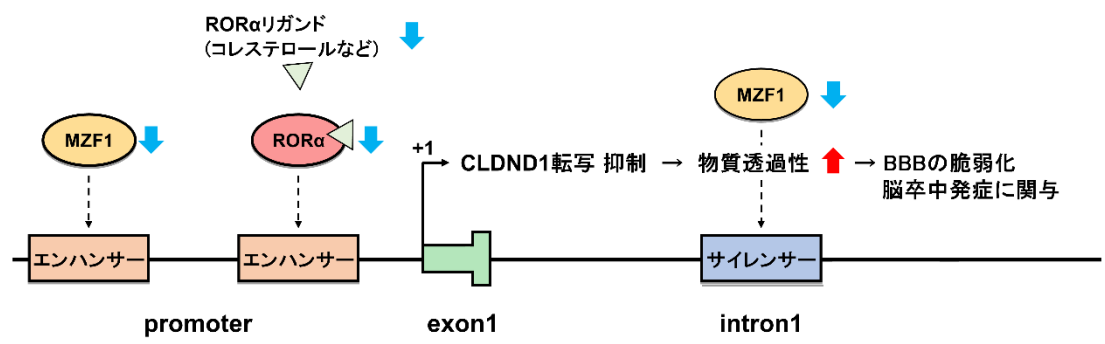 RORαリガンド
(コレステロールなど)
MZF1
RORα
MZF1
+1
CLDND1転写 抑制 → 物質透過性 → BBBの脆弱化
脳卒中発症に関与
エンハンサー
エンハンサー
サイレンサー
promoter
exon1
intron1